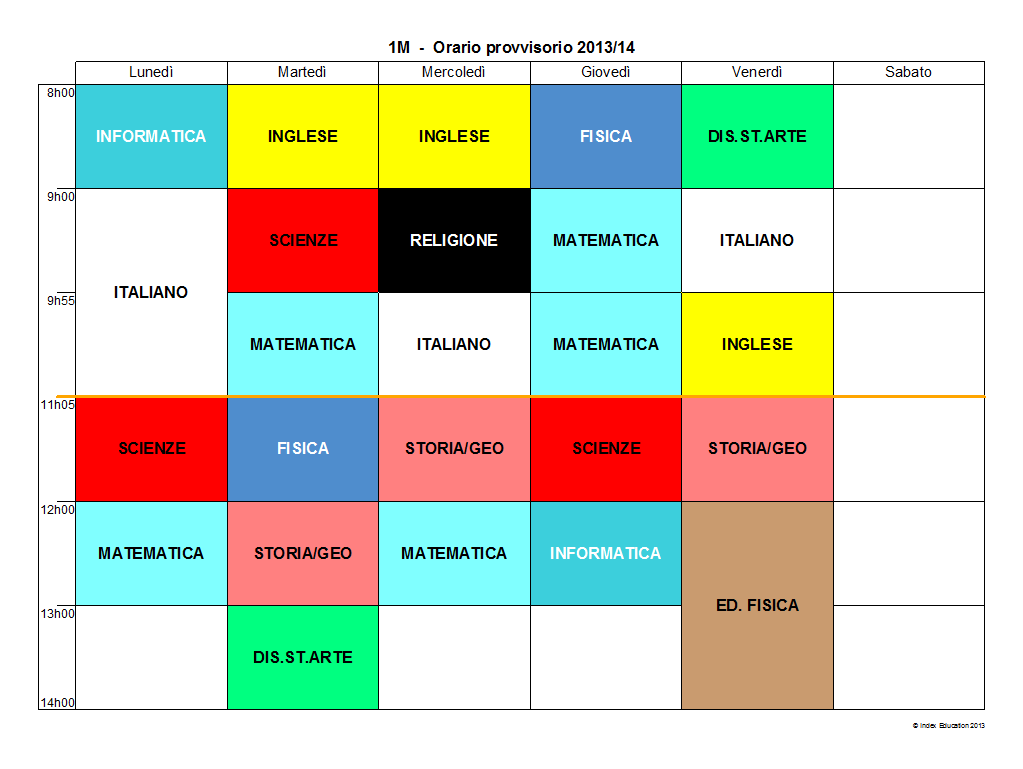 1M - Orario provvisorio 2013/14
Lunedì Martedì Mercoledì Giovedì Venerdì Sabato
8h00
INFORMATICA INGLESE INGLESE FISICA DIS.ST.ARTE
9h00
SCIENZE RELIGIONE MATEMATICA ITALIANO
ITALIANO
9h55
MATEMATICA ITALIANO MATEMATICA INGLESE
11h05
SCIENZE FISICA STORIA/GEO SCIENZE STORIA/GEO
12h00
MATEMATICA STORIA/GEO MATEMATICA INFORMATICA
ED. FISICA
13h00
DIS.ST.ARTE
14h00
© Index Education 2013